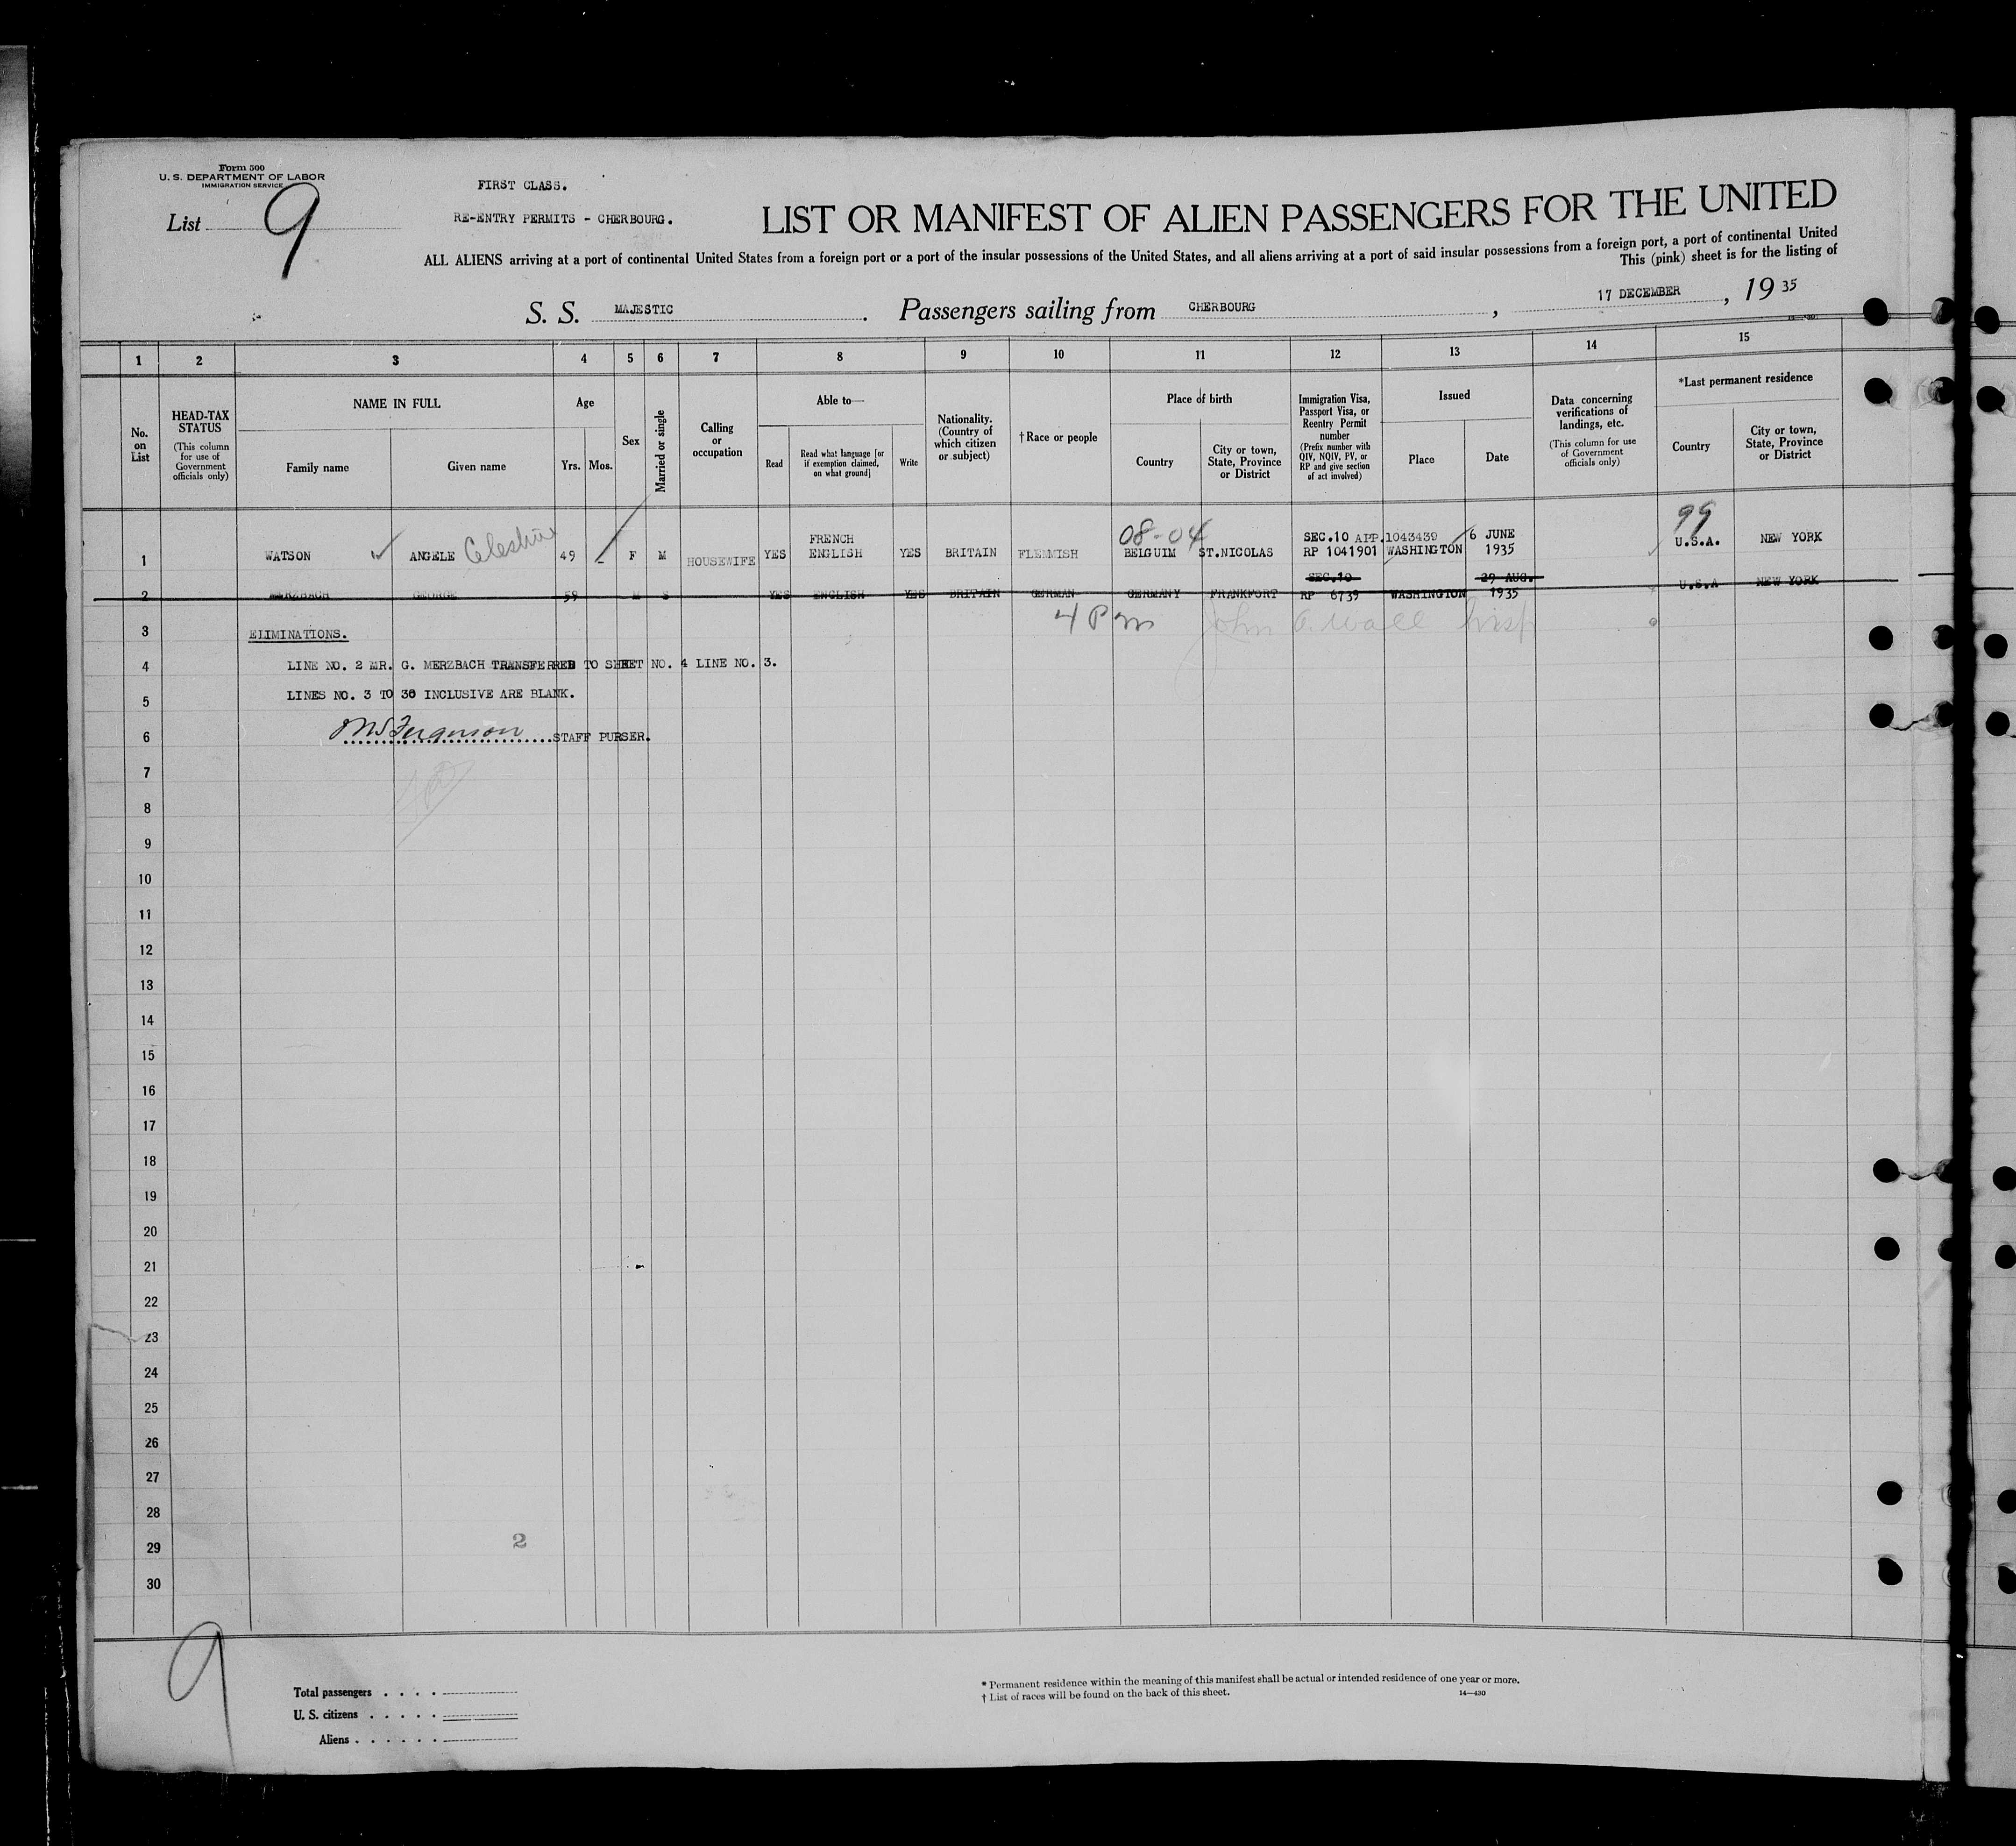 Form 500
U. S. DEPARTMENT OF LABOR
IMMIGRATION SERVICE
List 9
FIRST CLASS.
RE-ENTRY PERMITS - CHERBOURG.
LIST OR MANIFEST OF ALIEN PASSENGERS FOR THE UNITED
ALL ALIENS arriving at a port of continental United States from a foreign port or a port of the insular possessions of the United States, and all aliens arriving at a port of said insular possessions from a foreign port, a port of continental United
This (pink) sheet is for the listing of
S. S. MAJESTIC. Passengers sailing from CHERBOURG, 17 DECEMBER, 1935
1 2 3 4 5 6 7 8 9 10 11 12 13 14 15
No. on List
HEAD-TAX STATUS
(This column for use of Government officials only)
NAME IN FULL
Family name
Given name
Age
Yrs.
Mos.
Sex
Married or single
Calling or occupation
Able to—
Read
Read what language [or if exemption claimed, on what ground]
Write
Nationality. (Country of which citizen or subject)
†Race or people
Place of birth
Country
City or town, State, Province or District
Immigration Visa, Passport Visa, or Reentry Permit number
(Prefix number with QIV, NQIV, PV, or RP and give section of act involved)
Issued
Place
Date
Data concerning verifications of landings, etc.
(This column for use of Government officials only)
*Last permanent residence
Country
City or town, State, Province or District
08-04 99
FRENCH SEC.10 APP.1043439 6 JUNE
1 WATSON ANGELE Celestine 49 F M HOUSEWIFE YES ENGLISH YES BRITAIN FLEMMISH BELGUIM ST.NICOLAS RP 1041901 WASHINGTON 1935 U.S.A. NEW YORK
SEC.10 29 AUG.
2 MERZBACH GEORGE 59 M S YES ENGLISH YES BRITAIN GERMAN GERMANY FRANKFORT RP 6739 WASHINGTON 1935 U.S.A NEW YORK
4 Pm John A. Wall Insp
3 ELIMINATIONS.
4 LINE NO. 2 MR. G. MERZBACH TRANSFERRED TO SHEET NO. 4 LINE NO. 3.
5 LINES NO. 3 TO 30 INCLUSIVE ARE BLANK.
6 Ferguson STAFF PURSER.
7
8
9
10
11
12
13
14
15
16
17
18
19
20
21
22
23
24
25
26
27
28
29
30
2
9
Total passengers . . . .
U. S. citizens . . . . .
Aliens . . . . . .
* Permanent residence within the meaning of this manifest shall be actual or intended residence of one year or more.
† List of races will be found on the back of this sheet.
14—430